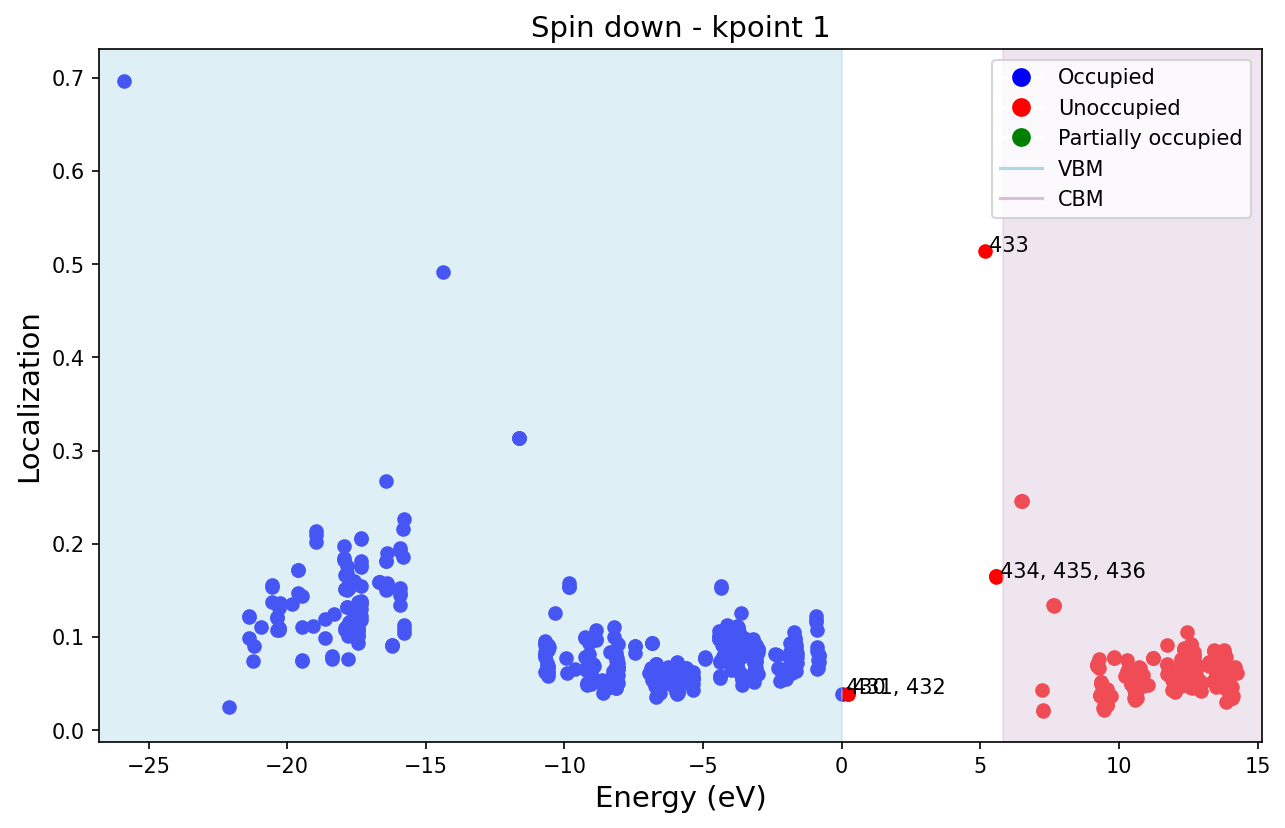 Spin down - kpoint 1
Localization
0.7
0.6
0.5
0.4
0.3
0.2
0.1
0.0
Occupied
Unoccupied
Partially occupied
VBM
CBM
433
434, 435, 436
430
431, 432
−25
−20
−15
−10
−5
0
5
10
15
Energy (eV)